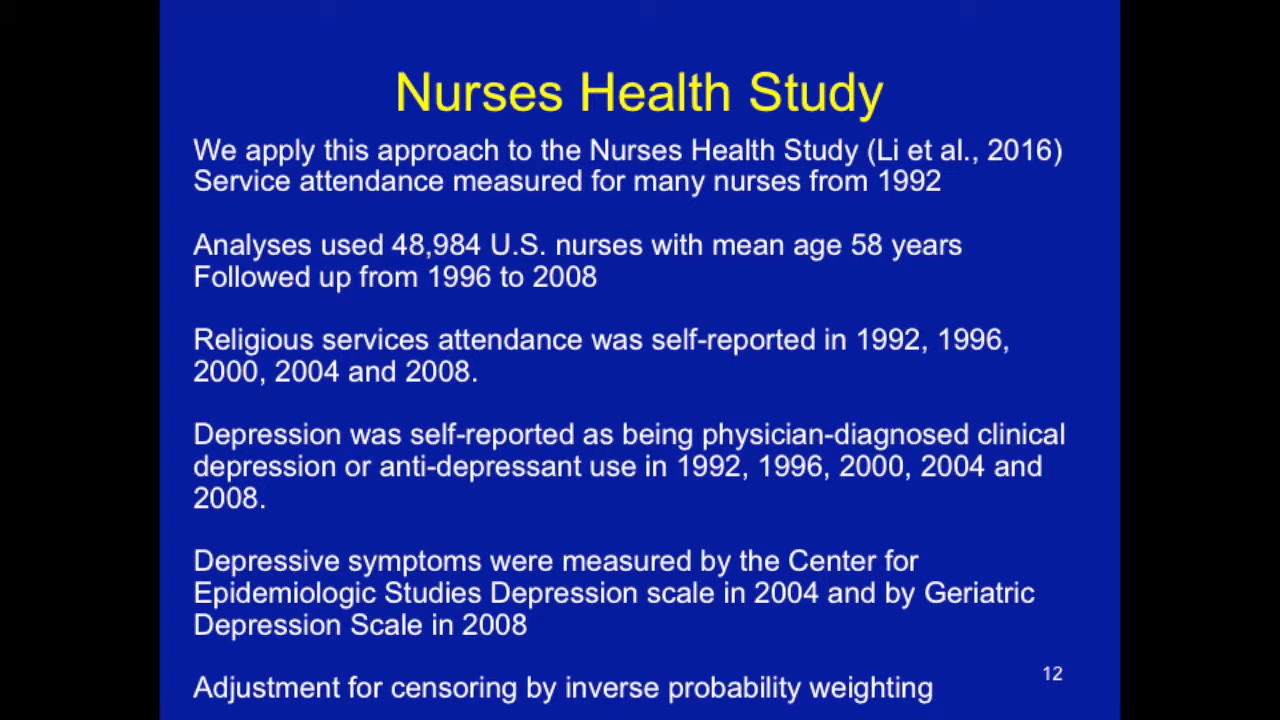 Nurses Health Study
We apply this approach to the Nurses Health Study (Li et al., 2016)
Service attendance measured for many nurses from 1992
Analyses used 48,984 U.S. nurses with mean age 58 years
Followed up from 1996 to 2008
Religious services attendance was self-reported in 1992, 1996,
2000, 2004 and 2008.
Depression was self-reported as being physician-diagnosed clinical
depression or anti-depressant use in 1992, 1996, 2000, 2004 and
2008.
Depressive symptoms were measured by the Center for
Epidemiologic Studies Depression scale in 2004 and by Geriatric
Depression Scale in 2008
Adjustment for censoring by inverse probability weighting
12